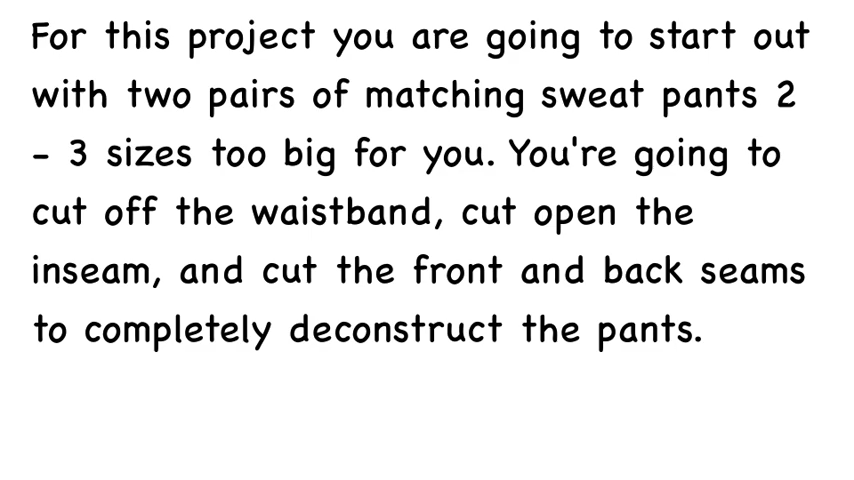 For this project you are going to start out
with two pairs of matching sweat pants 2
- 3 sizes too big for you. You're going to
cut off the waistband, cut open the
inseam, and cut the front and back seams
to completely deconstruct the pants.